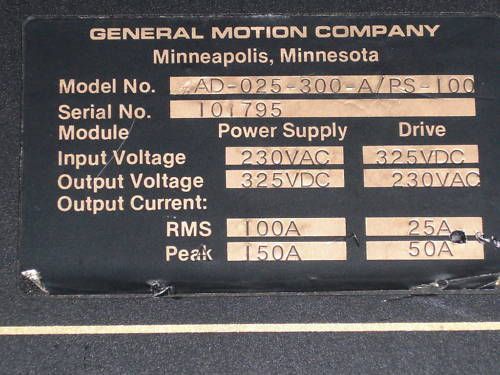 GENERAL MOTION COMPANY
Minneapolis, Minnesota
Model No. AD-025-300-A/PS-100
Serial No. 101795
Module Power Supply Drive
Input Voltage 230VAC 325VDC
Output Voltage 325VDC 230VAC
Output Current:
RMS 100A 25A
Peak 150A 50A